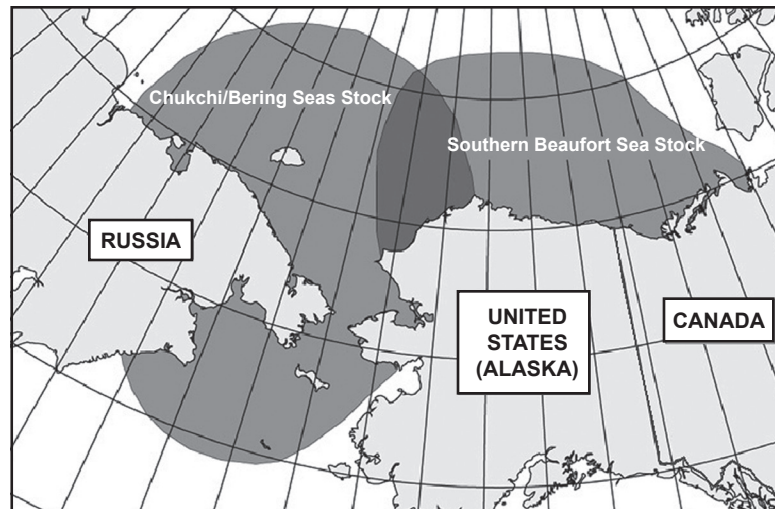 Chukchi/Bering Seas Stock
Southern Beaufort Sea Stock
RUSSIA
UNITED
STATES
(ALASKA)
CANADA